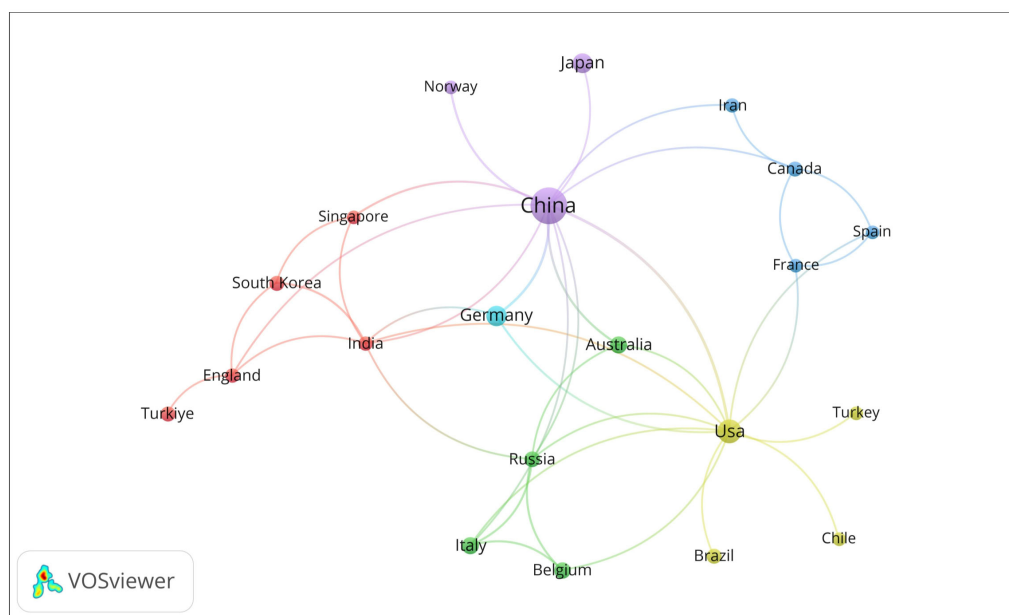 Japan
Norway
Iran
Canada
China
Singapore
Spain
France
South Korea
Germany
India
Australia
England
Turkiye
Turkey
Usa
Russia
Chile
Italy
Brazil
Belgium
VOSviewer